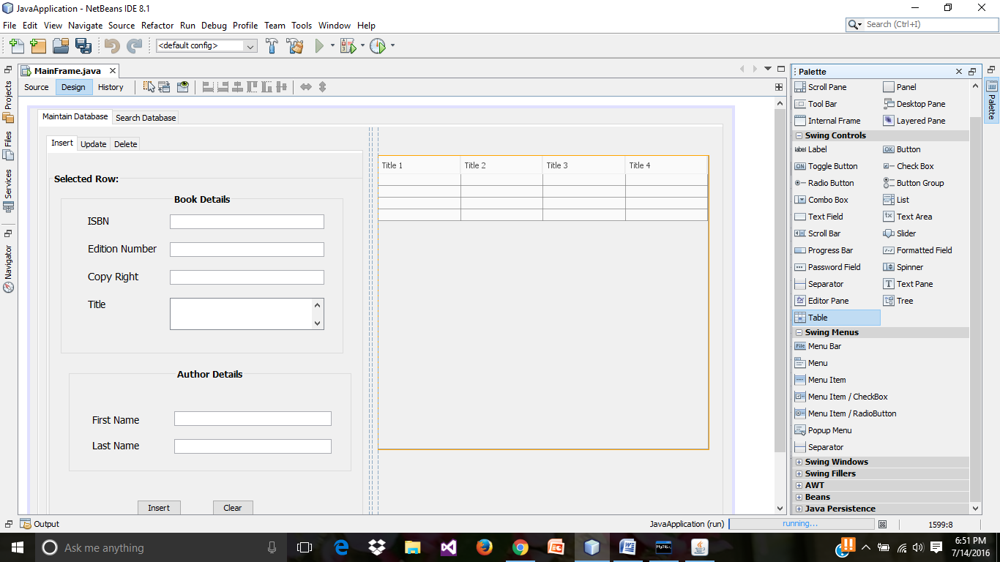 JavaApplication - NetBeans IDE 8.1
File Edit View Navigate Source Refactor Run Debug Profile Team Tools Window Help
Search (Ctrl+I)
<default config>
MainFrame.java
Source Design History
Projects
Files
Services
Navigator
Maintain Database Search Database
Insert Update Delete
Selected Row:
Book Details
ISBN
Edition Number
Copy Right
Title
Author Details
First Name
Last Name
Insert Clear
Title 1 Title 2 Title 3 Title 4
Palette
Palette
Scroll Pane Panel
Tool Bar Desktop Pane
Internal Frame Layered Pane
Swing Controls
label Label OK Button
ON Toggle Button Check Box
Radio Button Button Group
Combo Box List
Text Field Text Area
Scroll Bar Slider
Progress Bar Formatted Field
Password Field Spinner
Separator T Text Pane
Editor Pane Tree
Table
Swing Menus
File Menu Bar
Menu
Menu Item
Menu Item / CheckBox
Menu Item / RadioButton
Popup Menu
Separator
Swing Windows
Swing Fillers
AWT
Beans
Java Persistence
Output
JavaApplication (run) running... 1599:8
Ask me anything
MySQL
6:51 PM
7/14/2016